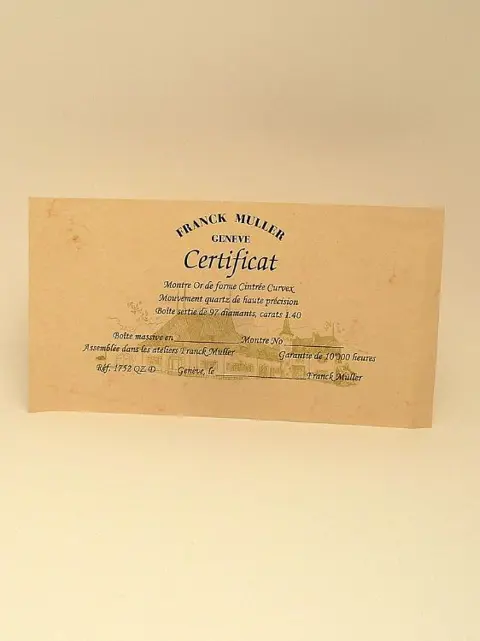 FRANCK MULLER
GENEVE
Certificat
Montre Or de forme Cintrée Curvex
Mouvement quartz de haute précision
Boîte sertie de 97 diamants, carats 1.40
Boîte massive en Montre No
Assemblée dans les ateliers Franck Muller Garantie de 10'000 heures
Réf. 1752 QZ D Genève, le Franck Muller